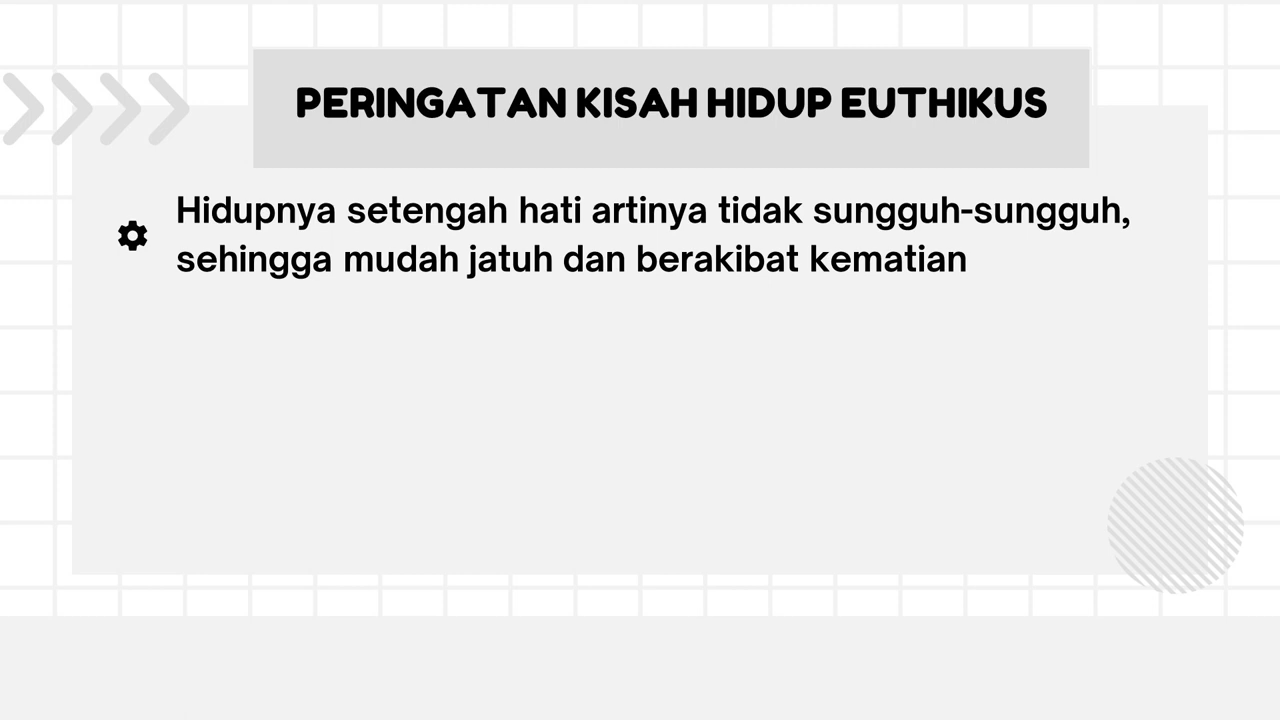 PERINGATAN KISAH HIDUP EUTHIKUS
Hidupnya setengah hati artinya tidak sungguh-sungguh,
sehingga mudah jatuh dan berakibat kematian